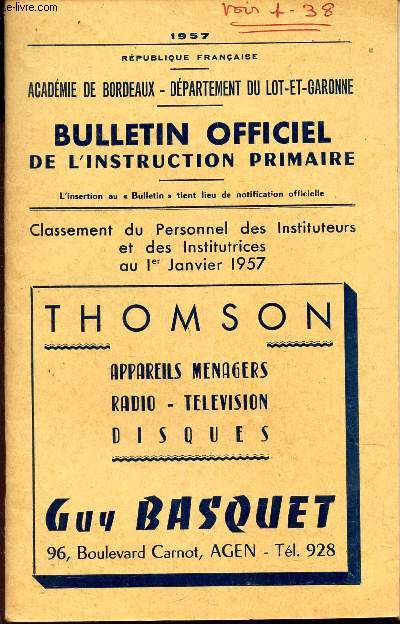 www.le-livre.com
Voir p. 38
1957
RÉPUBLIQUE FRANÇAISE
ACADÉMIE DE BORDEAUX - DÉPARTEMENT DU LOT-ET-GARONNE
BULLETIN OFFICIEL
DE L'INSTRUCTION PRIMAIRE
L'insertion au « Bulletin » tient lieu de notification officielle
Classement du Personnel des Instituteurs
et des Institutrices
au 1er Janvier 1957
THOMSON
APPAREILS MENAGERS
RADIO - TELEVISION
DISQUES
Guy BASQUET
96, Boulevard Carnot, AGEN - Tél. 928